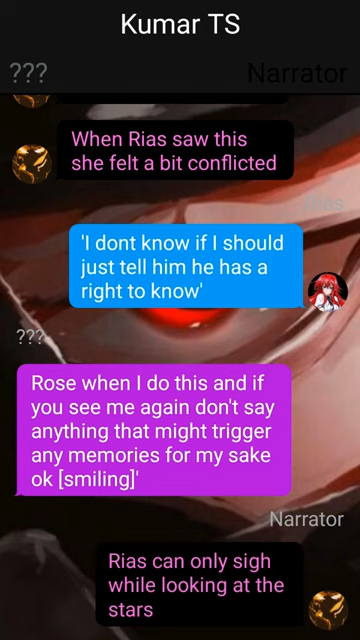 Kumar TS
???
Narrator
When Rias saw this
she felt a bit conflicted
Rias
'I dont know if I should
just tell him he has a
right to know'
???
Rose when I do this and if
you see me again don't say
anything that might trigger
any memories for my sake
ok [smiling]'
Narrator
Rias can only sigh
while looking at the
stars